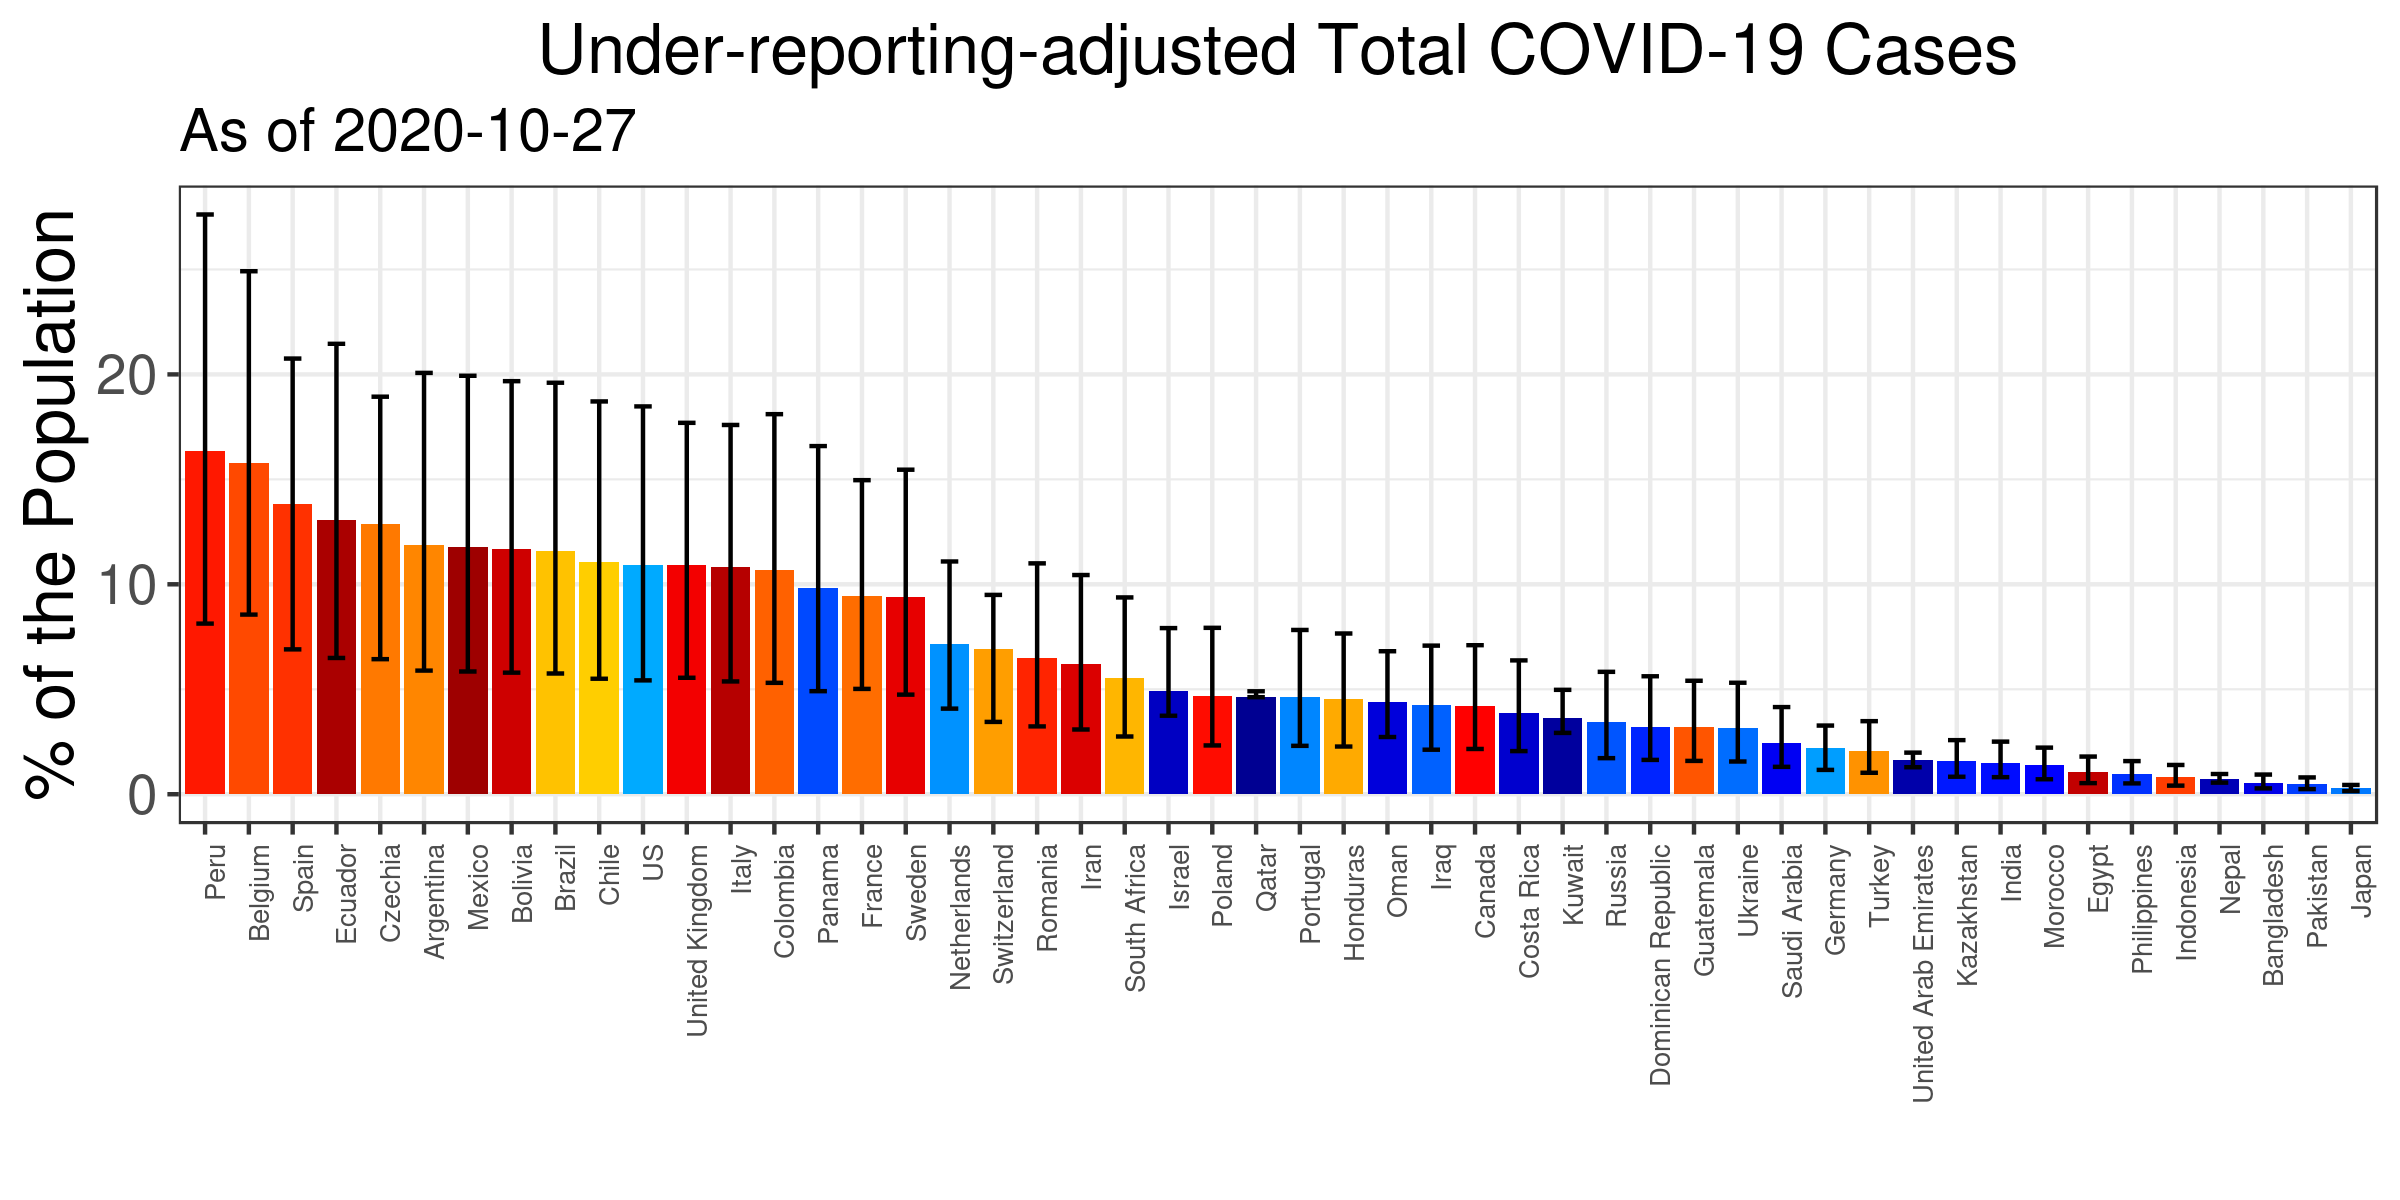 Under-reporting-adjusted Total COVID-19 Cases
As of 2020-10-27
% of the Population
20
10
0
Peru
Belgium
Spain
Ecuador
Czechia
Argentina
Mexico
Bolivia
Brazil
Chile
US
United Kingdom
Italy
Colombia
Panama
France
Sweden
Netherlands
Switzerland
Romania
Iran
South Africa
Israel
Poland
Qatar
Portugal
Honduras
Oman
Iraq
Canada
Costa Rica
Kuwait
Russia
Dominican Republic
Guatemala
Ukraine
Saudi Arabia
Germany
Turkey
United Arab Emirates
Kazakhstan
India
Morocco
Egypt
Philippines
Indonesia
Nepal
Bangladesh
Pakistan
Japan